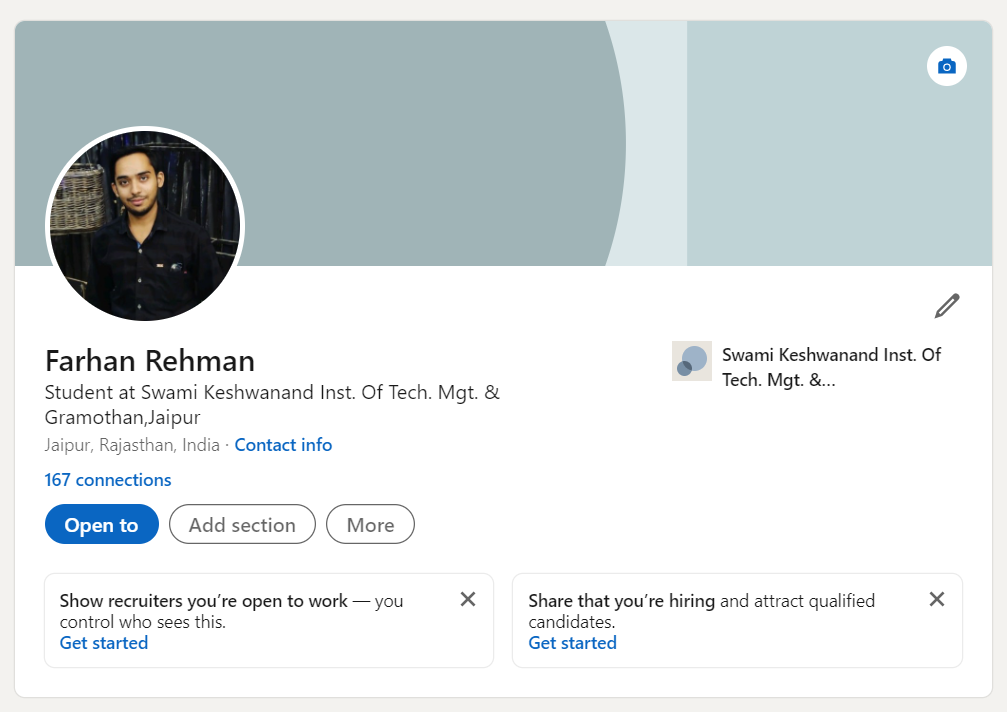 Farhan Rehman
Student at Swami Keshwanand Inst. Of Tech. Mgt. &
Gramothan,Jaipur
Jaipur, Rajasthan, India · Contact info
167 connections
Swami Keshwanand Inst. Of
Tech. Mgt. &...
Open to
Add section
More
Show recruiters you’re open to work — you
control who sees this.
Get started
Share that you’re hiring and attract qualified
candidates.
Get started